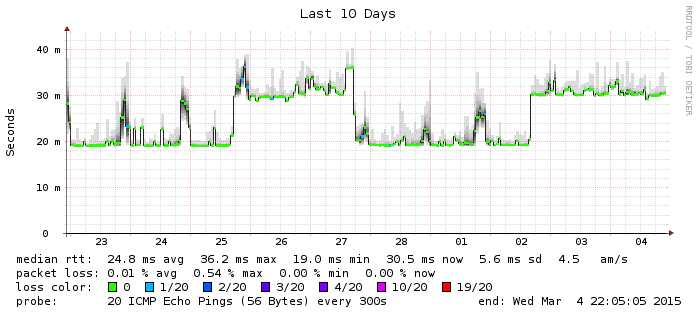 Last 10 Days
RRDTOOL / TOBI OETIKER
Seconds
40 m
30 m
20 m
10 m
0
23 24 25 26 27 28 01 02 03 04
median rtt: 24.8 ms avg 36.2 ms max 19.0 ms min 30.5 ms now 5.6 ms sd 4.5 am/s
packet loss: 0.01 % avg 0.54 % max 0.00 % min 0.00 % now
loss color: 0 1/20 2/20 3/20 4/20 10/20 19/20
probe: 20 ICMP Echo Pings (56 Bytes) every 300s end: Wed Mar 4 22:05:05 2015